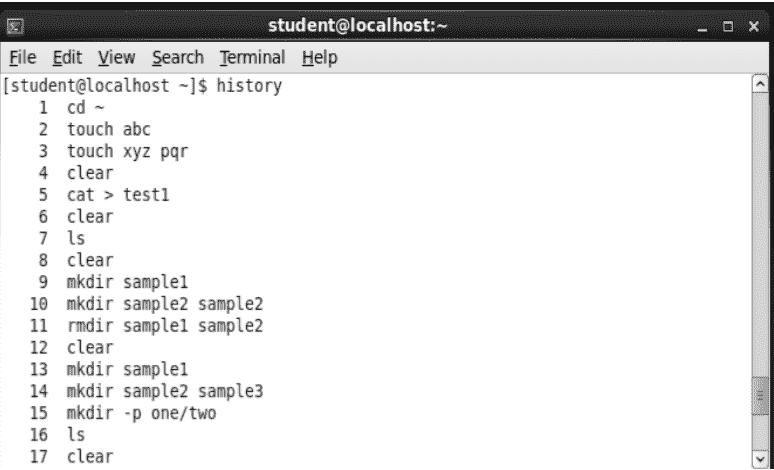 student@localhost:~
File Edit View Search Terminal Help
[student@localhost ~]$ history
1 cd ~
2 touch abc
3 touch xyz pqr
4 clear
5 cat > test1
6 clear
7 ls
8 clear
9 mkdir sample1
10 mkdir sample2 sample2
11 rmdir sample1 sample2
12 clear
13 mkdir sample1
14 mkdir sample2 sample3
15 mkdir -p one/two
16 ls
17 clear